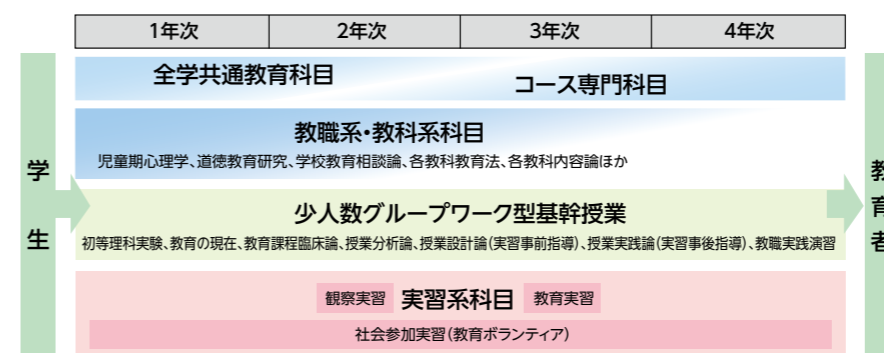 1年次 2年次 3年次 4年次
全学共通教育科目 コース専門科目
教職系・教科系科目
児童期心理学、道徳教育研究、学校教育相談論、各教科教育法、各教科内容論ほか
学生
教育者
少人数グループワーク型基幹授業
初等理科実験、教育の現在、教育課程臨床論、授業分析論、授業設計論(実習事前指導)、授業実践論(実習事後指導)、教職実践演習
観察実習 実習系科目 教育実習
社会参加実習(教育ボランティア)